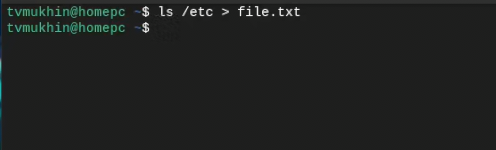 tvmukhin@homepc ~$ ls /etc > file.txt
tvmukhin@homepc ~$